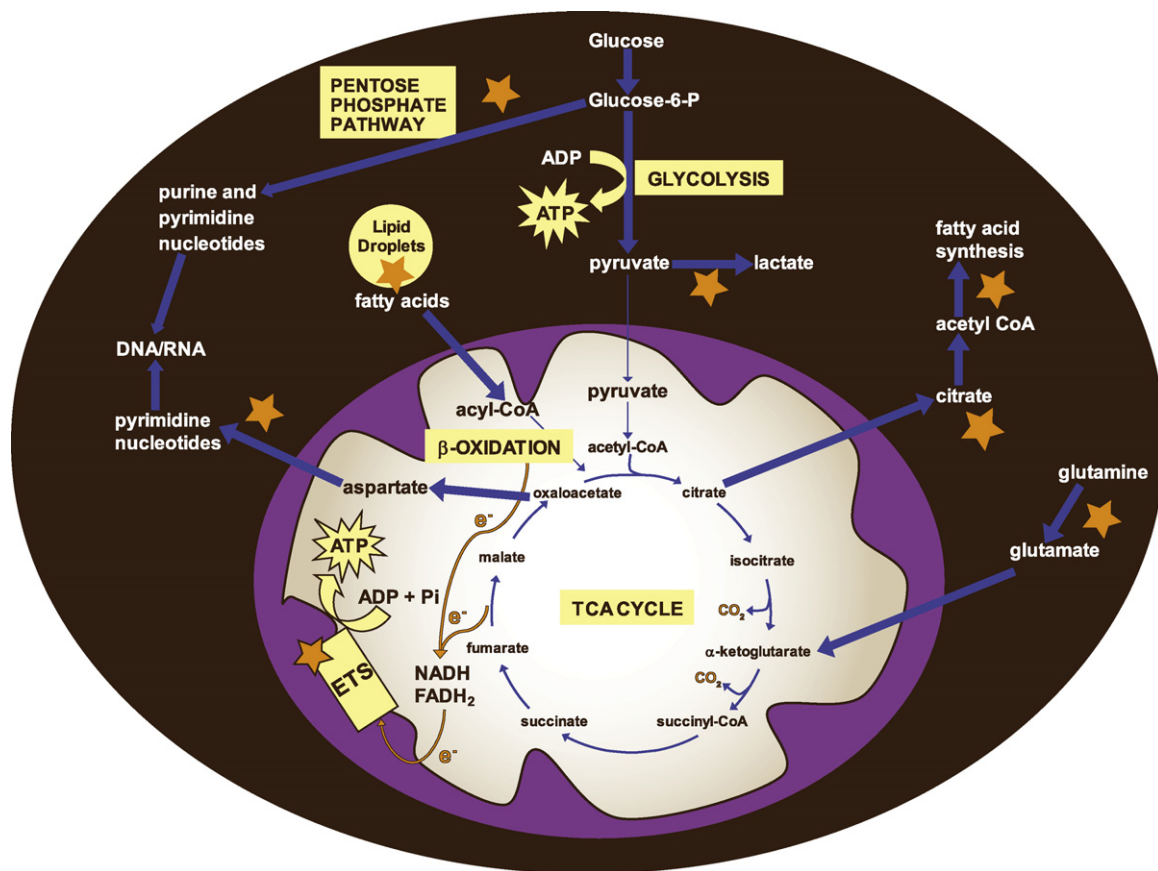 Glucose
PENTOSE
PHOSPHATE
PATHWAY
Glucose-6-P
ADP
GLYCOLYSIS
ATP
purine and
pyrimidine
nucleotides
Lipid
Droplets
fatty acids
pyruvate
lactate
fatty acid
synthesis
acetyl CoA
citrate
DNA/RNA
pyrimidine
nucleotides
acyl-CoA
pyruvate
β-OXIDATION
acetyl-CoA
aspartate
oxaloacetate
citrate
glutamine
glutamate
e-
ATP
malate
isocitrate
ADP + Pi
e-
TCA CYCLE
CO2
fumarate
α-ketoglutarate
ETS
NADH
FADH2
CO2
succinate
succinyl-CoA
e-